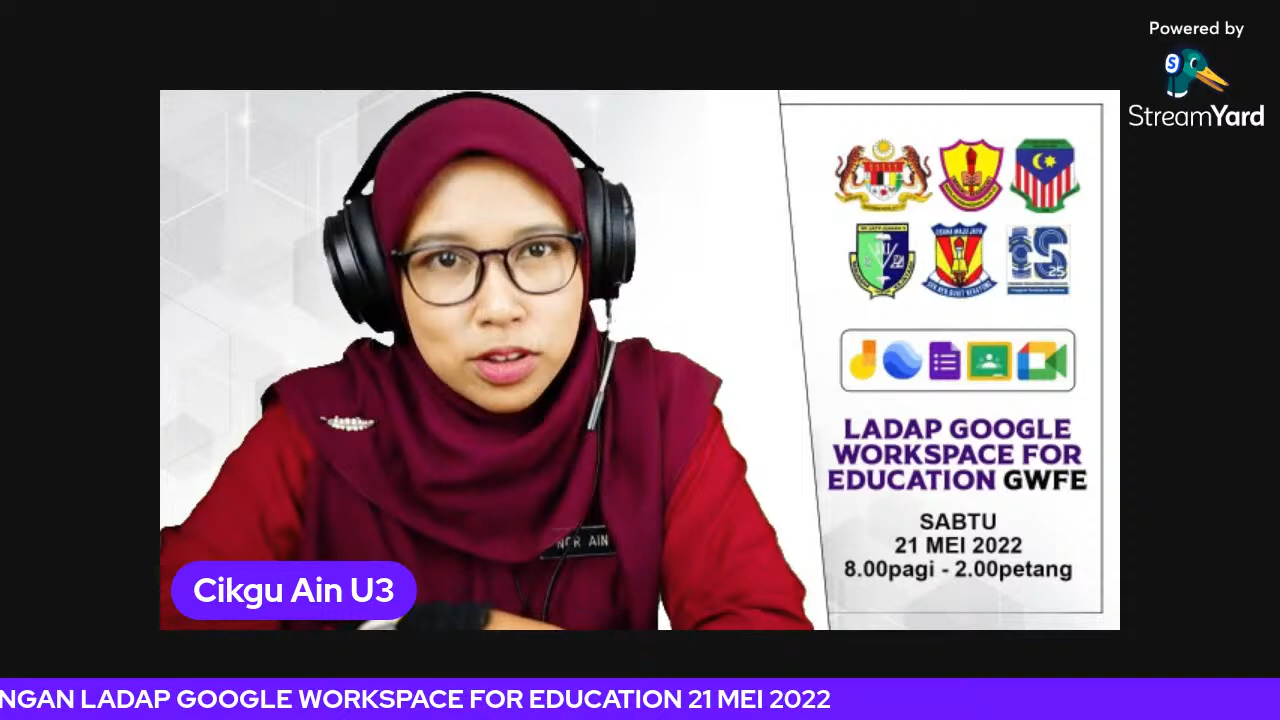 Powered by
StreamYard
LADAP GOOGLE
WORKSPACE FOR
EDUCATION GWFE
SABTU
21 MEI 2022
8.00pagi - 2.00petang
25
NOR AIN
Cikgu Ain U3
NGAN LADAP GOOGLE WORKSPACE FOR EDUCATION 21 MEI 2022